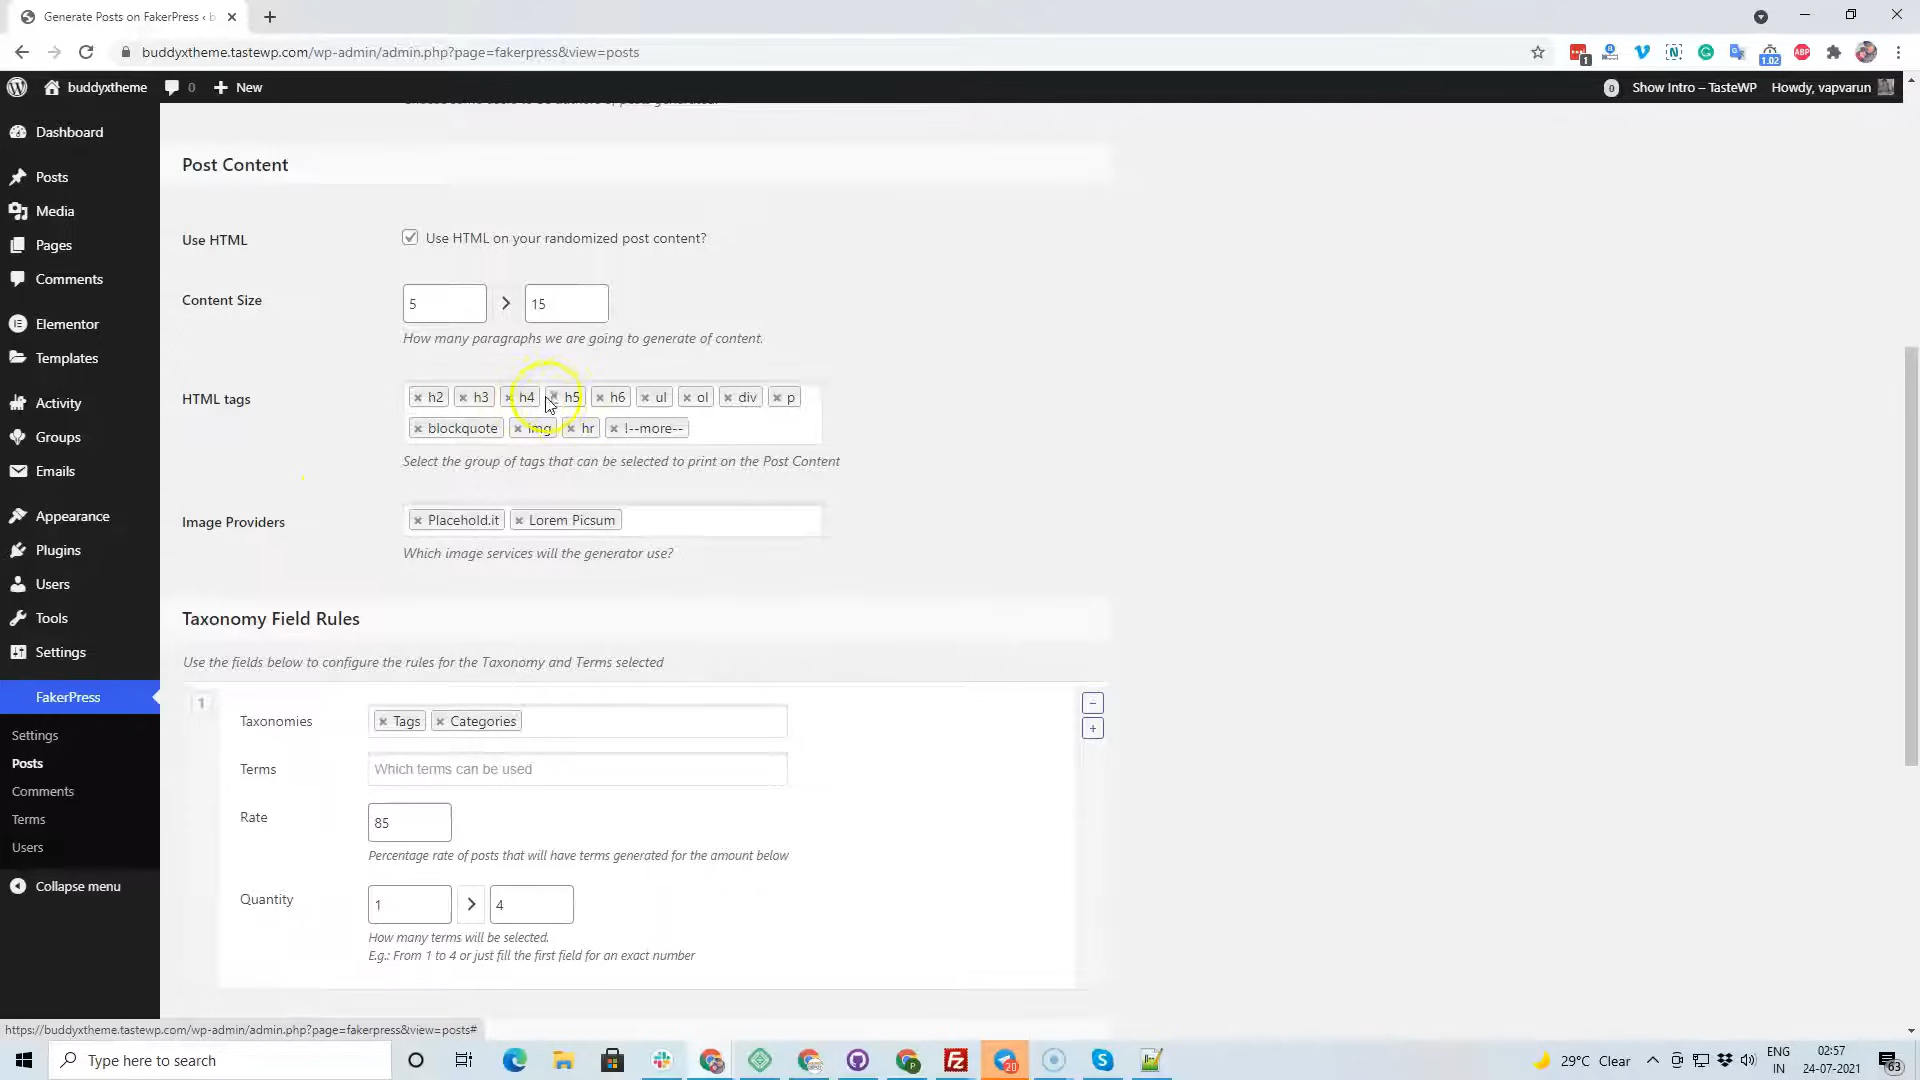 Generate Posts on FakerPress ‹ b
buddyxtheme.tastewp.com/wp-admin/admin.php?page=fakerpress&view=posts
1
1.02
ABP
buddyxtheme
0
New
0
Show Intro – TasteWP
Howdy, vapvarun
Dashboard
Posts
Media
Pages
Comments
Elementor
Templates
Activity
Groups
Emails
Appearance
Plugins
Users
Tools
Settings
FakerPress
Settings
Posts
Comments
Terms
Users
Collapse menu
Post Content
Use HTML
Use HTML on your randomized post content?
Content Size
5
15
How many paragraphs we are going to generate of content.
HTML tags
h2 h3 h4 h5 h6 ul ol div p
blockquote img hr !--more--
Select the group of tags that can be selected to print on the Post Content
Image Providers
Placehold.it Lorem Picsum
Which image services will the generator use?
Taxonomy Field Rules
Use the fields below to configure the rules for the Taxonomy and Terms selected
1
Taxonomies
Tags Categories
Terms
Which terms can be used
Rate
85
Percentage rate of posts that will have terms generated for the amount below
Quantity
1
4
How many terms will be selected.
E.g.: From 1 to 4 or just fill the first field for an exact number
https://buddyxtheme.tastewp.com/wp-admin/admin.php?page=fakerpress&view=posts#
Type here to search
20
29°C Clear
ENG
IN
02:57
24-07-2021
63